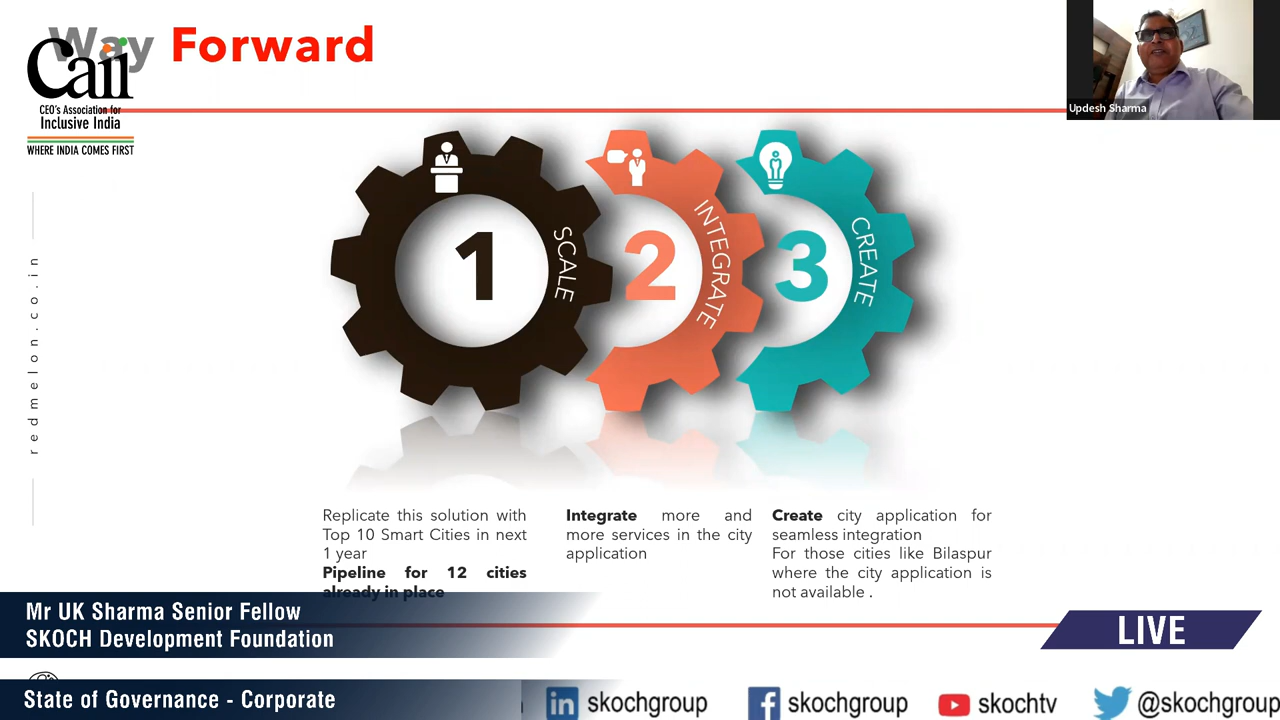 Way Forward
Caii
CEO's Association for
Inclusive India
WHERE INDIA COMES FIRST
Updesh Sharma
redmelon.co.in
1
SCALE
2
INTEGRATE
3
CREATE
Replicate this solution with
Top 10 Smart Cities in next
1 year
Pipeline for 12 cities
already in place
Integrate more and
more services in the city
application
Create city application for
seamless integration
For those cities like Bilaspur
where the city application is
not available .
Mr UK Sharma Senior Fellow
SKOCH Development Foundation
LIVE
State of Governance - Corporate
in skochgroup
f skochgroup
skochtv
@skochgroup